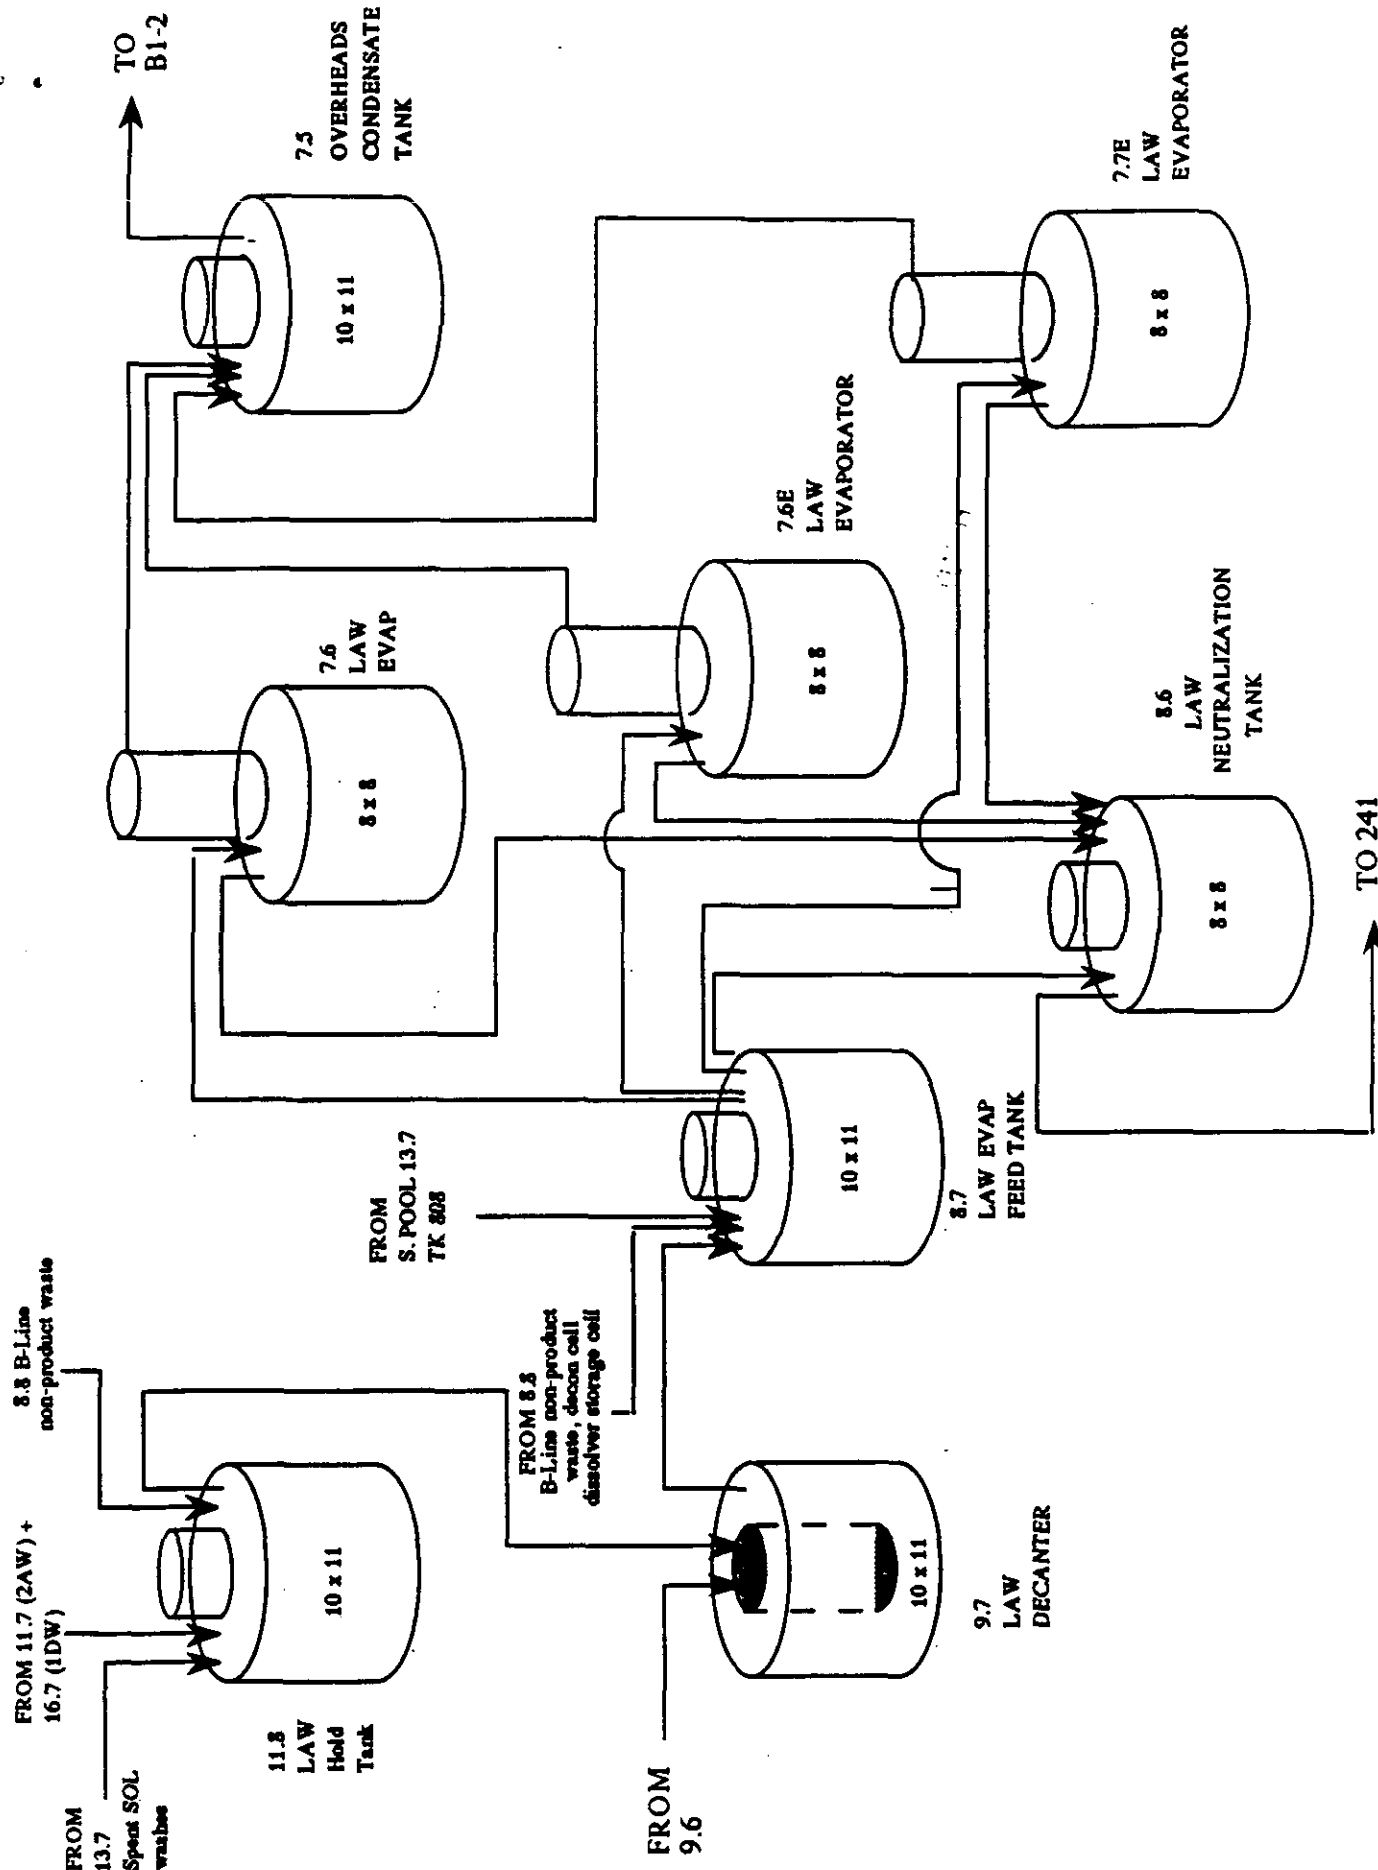 FROM
13.7
Spent SOL
washes
FROM 11.7 (2AW) +
16.7 (1DW)
8.8 B-Line
non-product waste
11.8
LAW
Hold
Tank
10 x 11
FROM
9.6
9.7
LAW
DECANTER
10 x 11
FROM 8.8
B-Line non-product
waste, decon cell
dissolver storage cell
FROM
S. POOL 13.7
TK 808
8.7
LAW EVAP
FEED TANK
10 x 11
7.6
LAW
EVAP
8 x 8
7.6E
LAW
EVAPORATOR
8 x 8
8.6
LAW
NEUTRALIZATION
TANK
8 x 8
TO 241
7.5
OVERHEADS
CONDENSATE
TANK
10 x 11
TO
B1-2
7.7E
LAW
EVAPORATOR
8 x 8